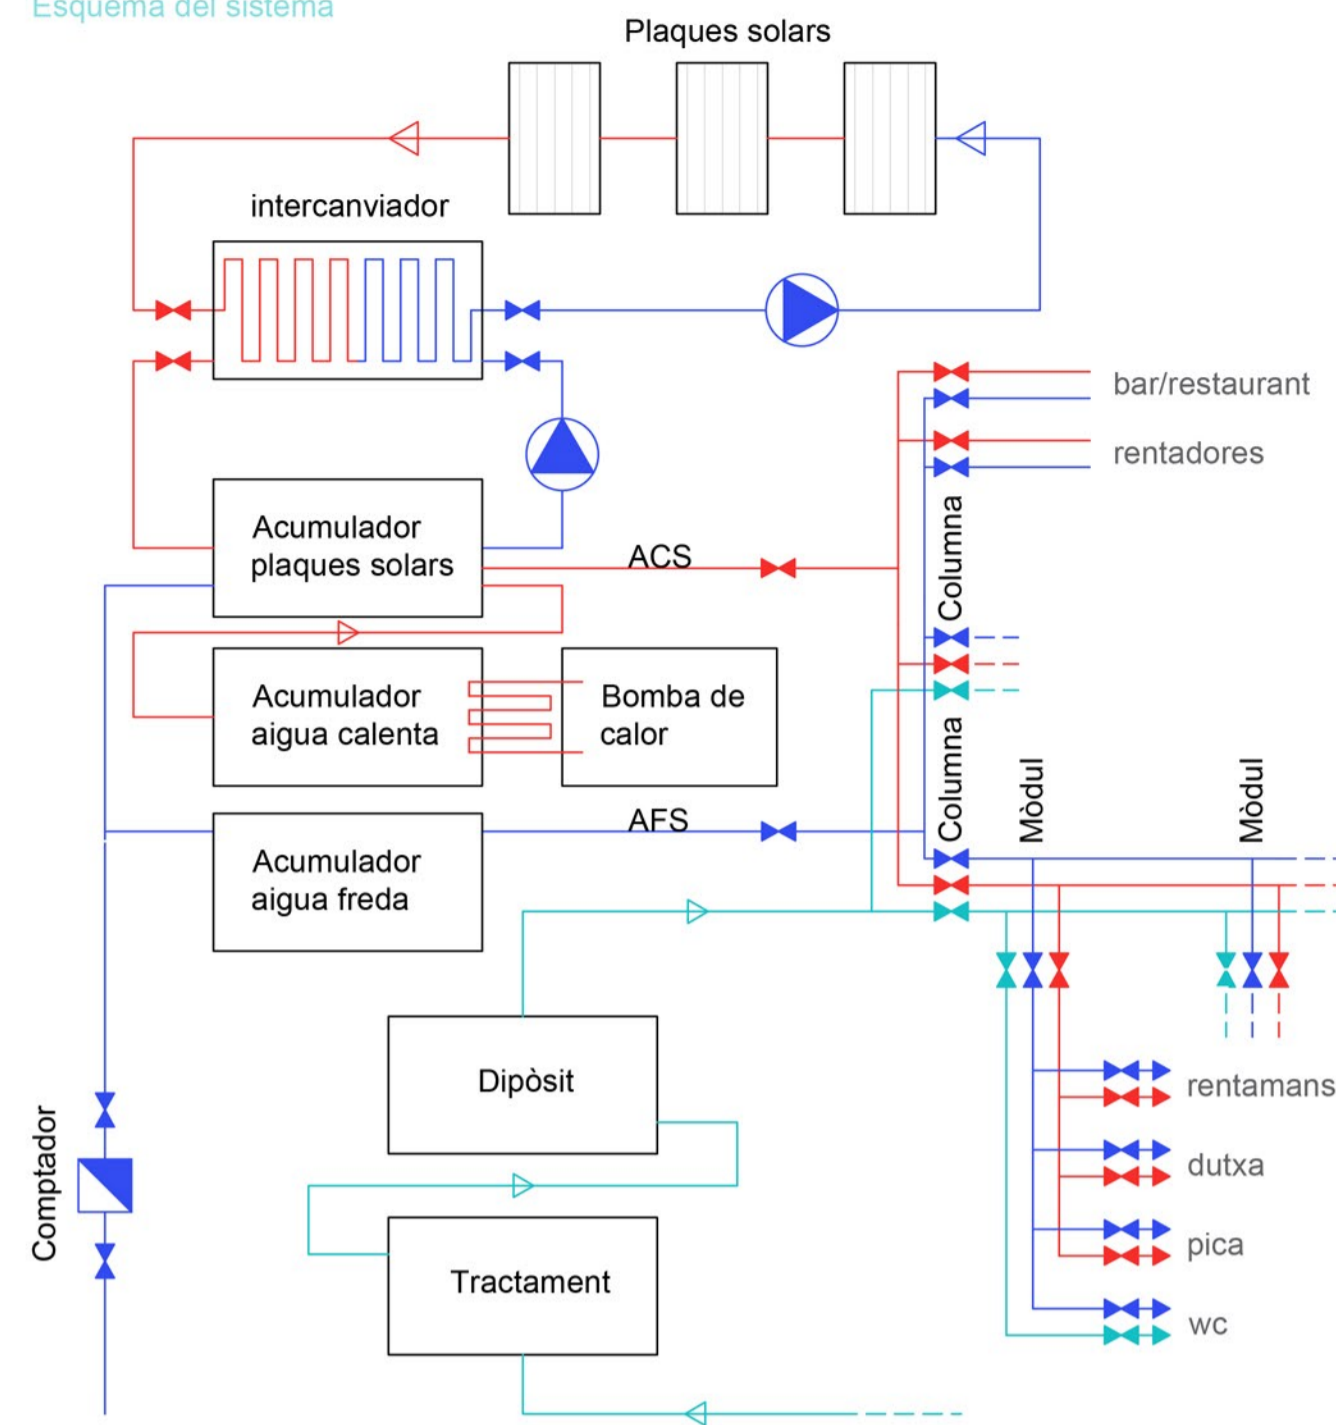 Esquema del sistema
Plaques solars
intercanviador
bar/restaurant
rentadores
Columna
Acumulador
plaques solars
ACS
Acumulador
aigua calenta
Bomba de
calor
Columna
Mòdul
Mòdul
AFS
Acumulador
aigua freda
Dipòsit
rentamans
Comptador
dutxa
pica
Tractament
wc